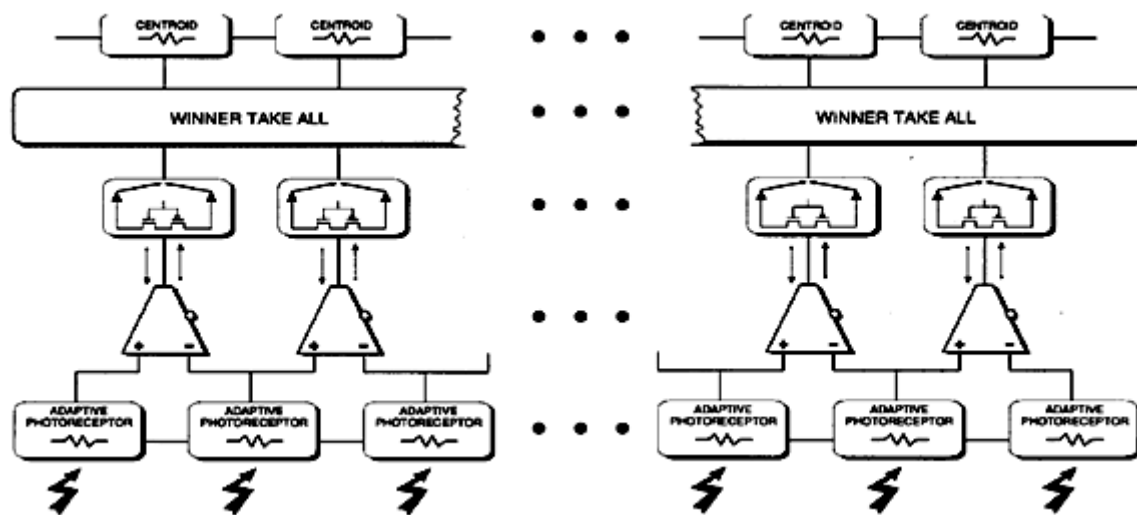 CENTROID CENTROID CENTROID CENTROID
WINNER TAKE ALL WINNER TAKE ALL
+ − + − + − + −
ADAPTIVE ADAPTIVE ADAPTIVE ADAPTIVE ADAPTIVE ADAPTIVE
PHOTORECEPTOR PHOTORECEPTOR PHOTORECEPTOR PHOTORECEPTOR PHOTORECEPTOR PHOTORECEPTOR